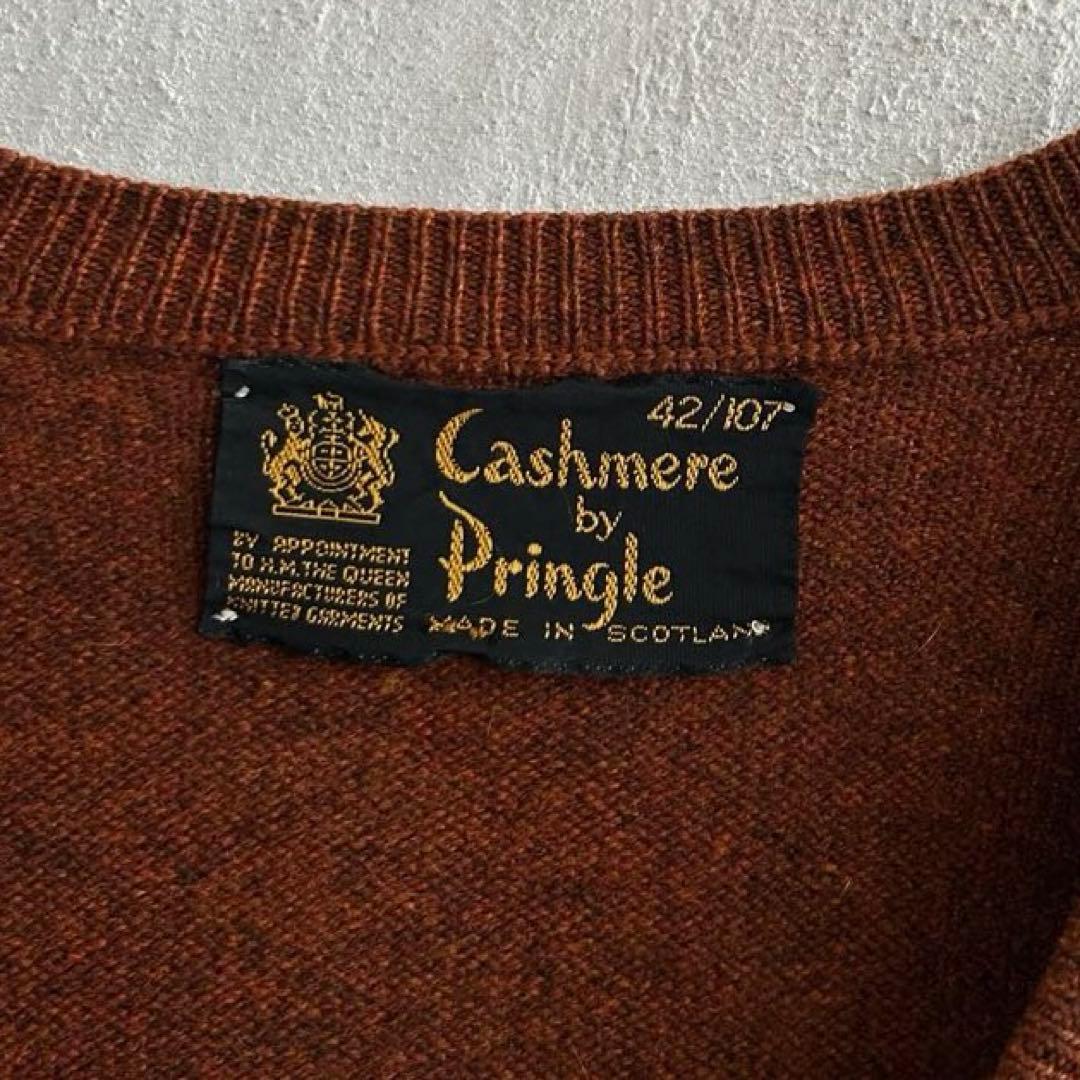 42/107
Cashmere
by
Pringle
MADE IN SCOTLAND
BY APPOINTMENT
TO H.M. THE QUEEN
MANUFACTURERS OF
KNITTED GARMENTS